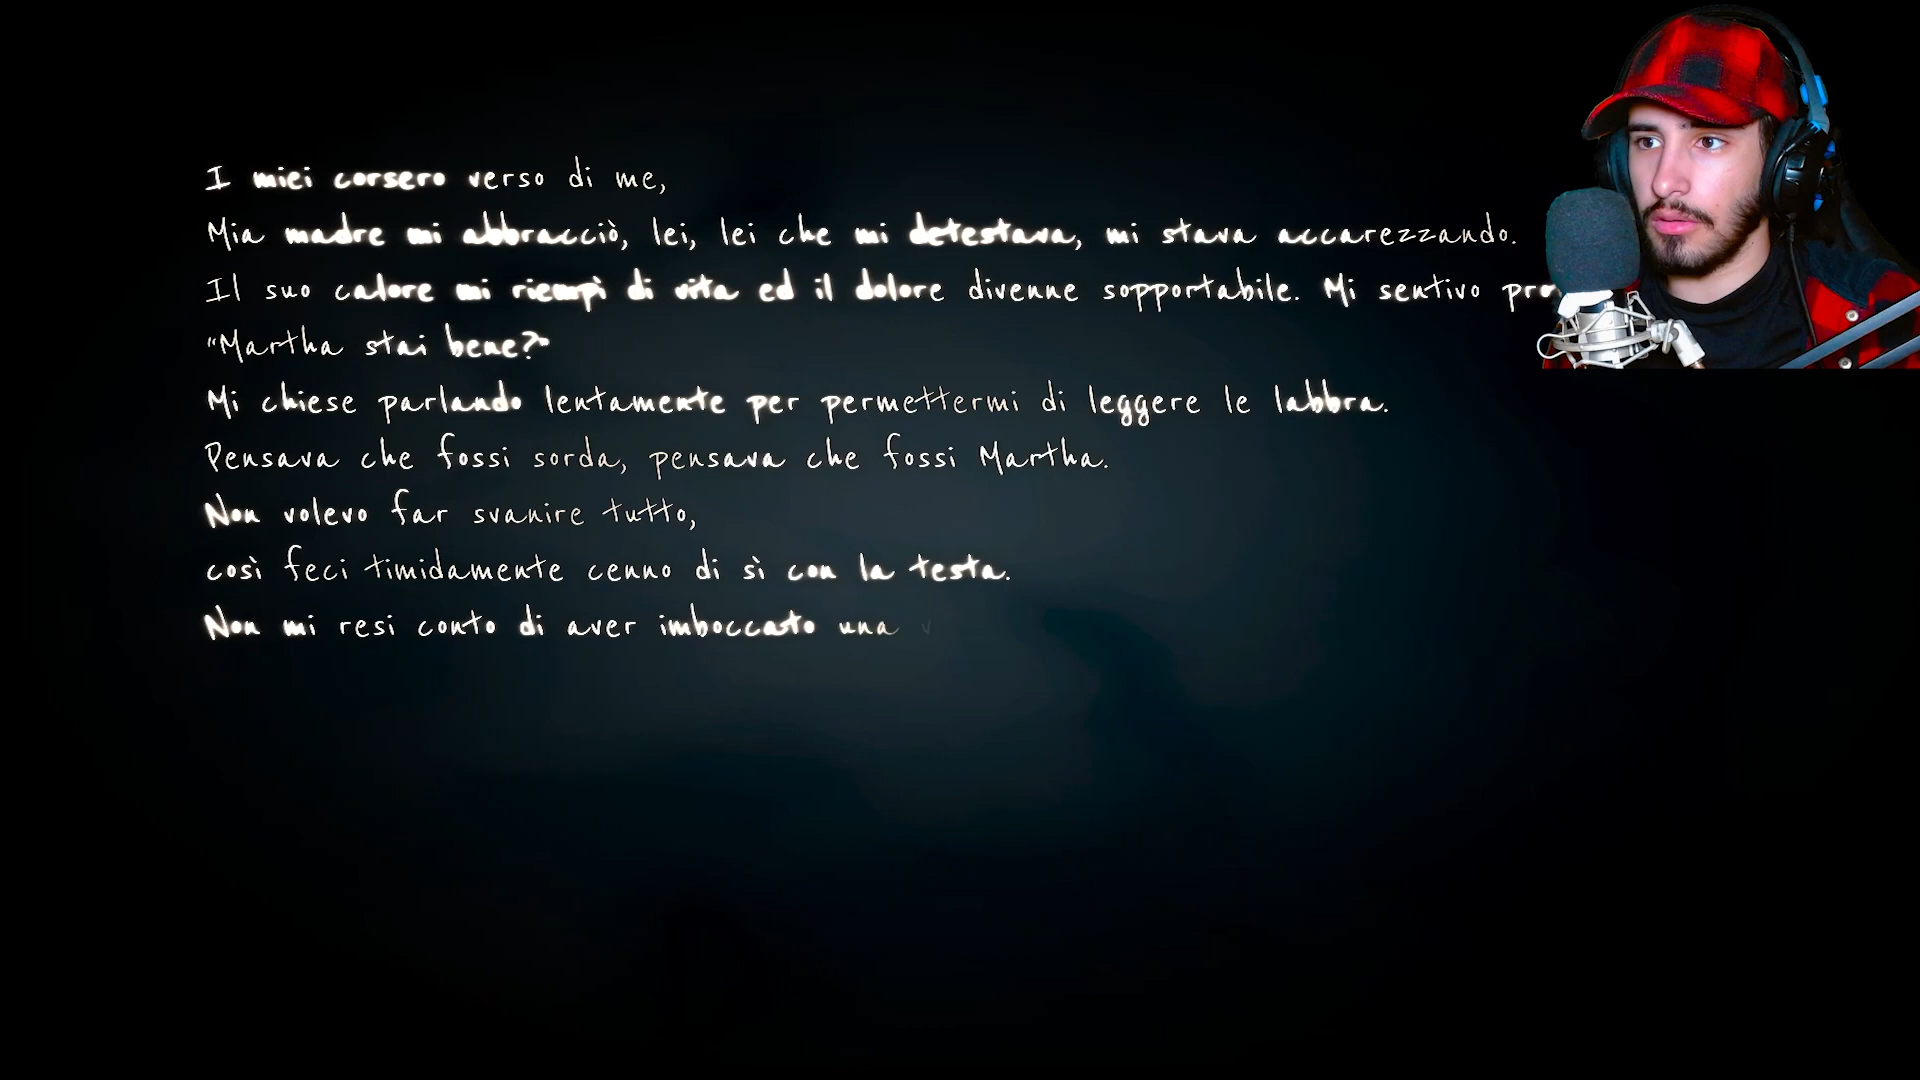 I miei corsero verso di me,
Mia madre mi abbracciò, lei, lei che mi detestava, mi stava accarezzando.
Il suo calore mi riempì di vita ed il dolore divenne sopportabile. Mi sentivo
"Martha stai bene?"
Mi chiese parlando lentamente per permettermi di leggere le labbra.
Pensava che fossi sorda, pensava che fossi Martha.
Non volevo far svanire tutto,
così feci timidamente cenno di sì con la testa.
Non mi resi conto di aver imboccato una